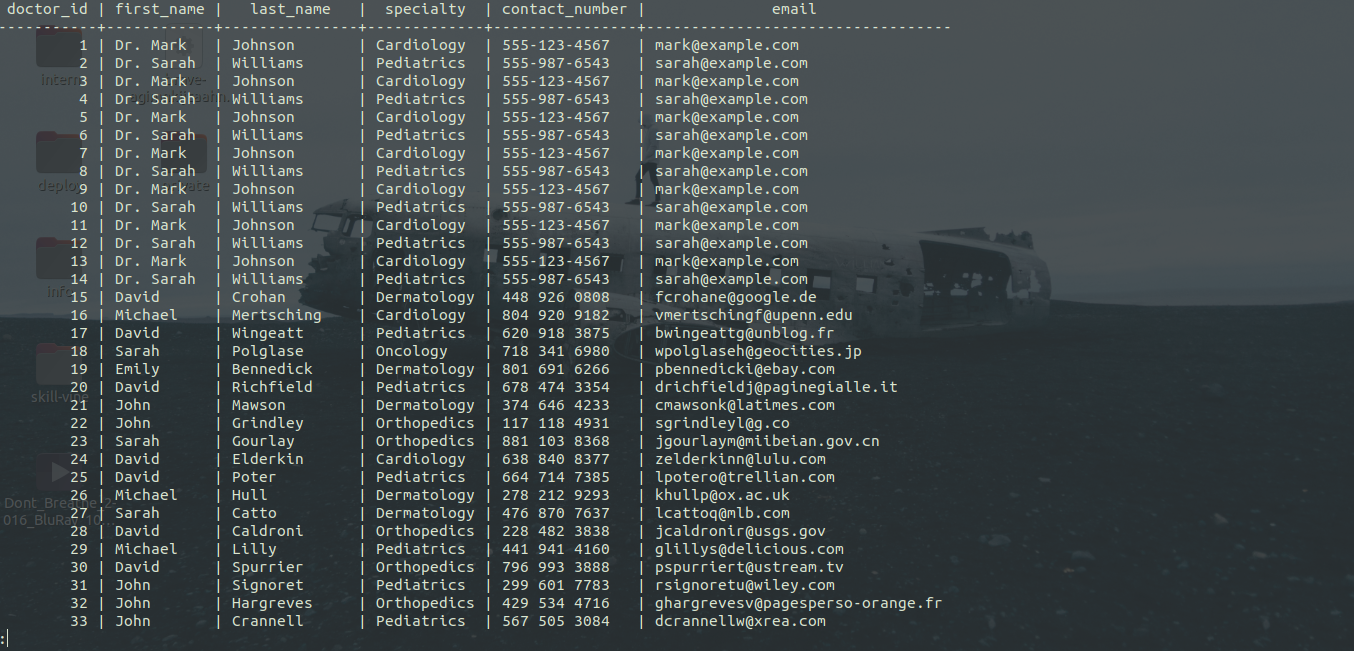 doctor_id | first_name | last_name | specialty | contact_number | email
-----------+------------+---------------+-------------+----------------+----------------------------------
1 | Dr. Mark | Johnson | Cardiology | 555-123-4567 | mark@example.com
2 | Dr. Sarah | Williams | Pediatrics | 555-987-6543 | sarah@example.com
3 | Dr. Mark | Johnson | Cardiology | 555-123-4567 | mark@example.com
4 | Dr. Sarah | Williams | Pediatrics | 555-987-6543 | sarah@example.com
5 | Dr. Mark | Johnson | Cardiology | 555-123-4567 | mark@example.com
6 | Dr. Sarah | Williams | Pediatrics | 555-987-6543 | sarah@example.com
7 | Dr. Mark | Johnson | Cardiology | 555-123-4567 | mark@example.com
8 | Dr. Sarah | Williams | Pediatrics | 555-987-6543 | sarah@example.com
9 | Dr. Mark | Johnson | Cardiology | 555-123-4567 | mark@example.com
10 | Dr. Sarah | Williams | Pediatrics | 555-987-6543 | sarah@example.com
11 | Dr. Mark | Johnson | Cardiology | 555-123-4567 | mark@example.com
12 | Dr. Sarah | Williams | Pediatrics | 555-987-6543 | sarah@example.com
13 | Dr. Mark | Johnson | Cardiology | 555-123-4567 | mark@example.com
14 | Dr. Sarah | Williams | Pediatrics | 555-987-6543 | sarah@example.com
15 | David | Crohan | Dermatology | 448 926 0808 | fcrohane@google.de
16 | Michael | Mertsching | Cardiology | 804 920 9182 | vmertschingf@upenn.edu
17 | David | Wingeatt | Pediatrics | 620 918 3875 | bwingeattg@unblog.fr
18 | Sarah | Polglase | Oncology | 718 341 6980 | wpolglaseh@geocities.jp
19 | Emily | Bennedick | Dermatology | 801 691 6266 | pbennedicki@ebay.com
20 | David | Richfield | Pediatrics | 678 474 3354 | drichfieldj@paginegialle.it
21 | John | Mawson | Dermatology | 374 646 4233 | cmawsonk@latimes.com
22 | John | Grindley | Orthopedics | 117 118 4931 | sgrindleyl@g.co
23 | Sarah | Gourlay | Orthopedics | 881 103 8368 | jgourlaym@miibeian.gov.cn
24 | David | Elderkin | Cardiology | 638 840 8377 | zelderkinn@lulu.com
25 | David | Poter | Pediatrics | 664 714 7385 | lpotero@trellian.com
26 | Michael | Hull | Dermatology | 278 212 9293 | khullp@ox.ac.uk
27 | Sarah | Catto | Dermatology | 476 870 7637 | lcattoq@mlb.com
28 | David | Caldroni | Orthopedics | 228 482 3838 | jcaldronir@usgs.gov
29 | Michael | Lilly | Pediatrics | 441 941 4160 | glillys@delicious.com
30 | David | Spurrier | Orthopedics | 796 993 3888 | pspurriert@ustream.tv
31 | John | Signoret | Pediatrics | 299 601 7783 | rsignoretu@wiley.com
32 | John | Hargreves | Orthopedics | 429 534 4716 | ghargrevesv@pagesperso-orange.fr
33 | John | Crannell | Pediatrics | 567 505 3084 | dcrannellw@xrea.com
:
intern
info
skill-vine
Dont_Breathe_2
016_BluRay_10...